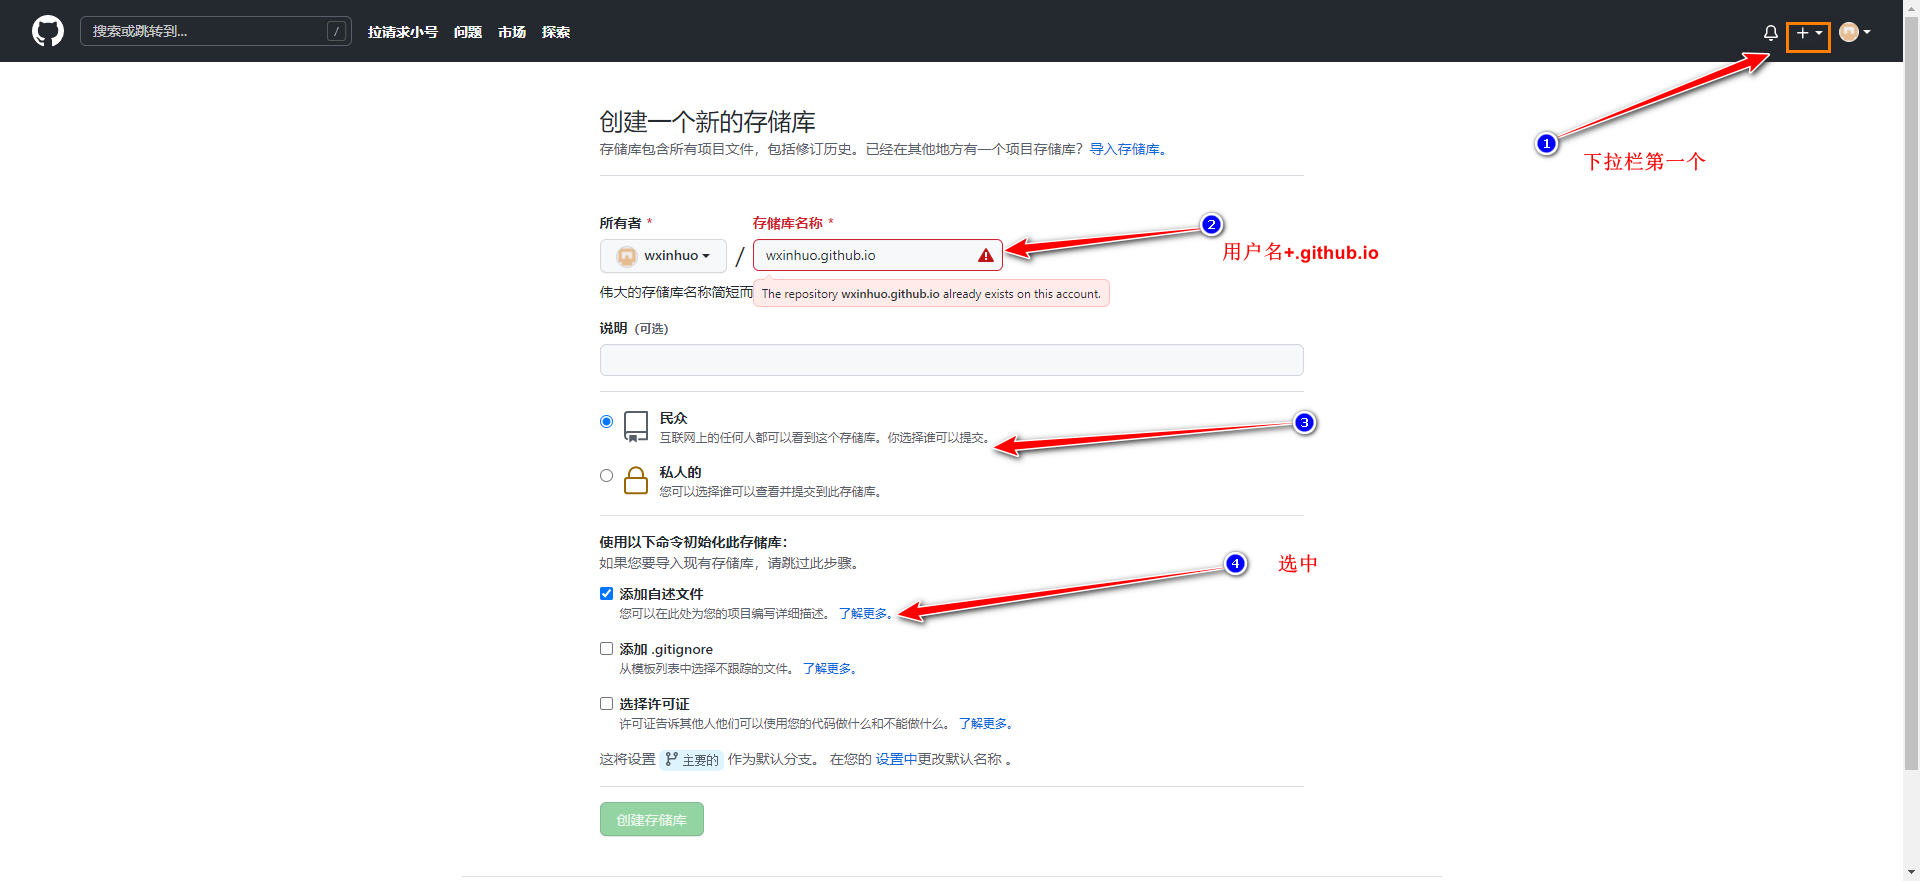 搜索或跳转到... /
拉请求小号 问题 市场 探索
创建一个新的存储库
存储库包含所有项目文件，包括修订历史。已经在其他地方有一个项目存储库？导入存储库。
1
下拉栏第一个
所有者 *
存储库名称 *
2
wxinhuo / wxinhuo.github.io
用户名+.github.io
伟大的存储库名称简短而
The repository wxinhuo.github.io already exists on this account.
说明 (可选)
民众
互联网上的任何人都可以看到这个存储库。你选择谁可以提交。
3
私人的
您可以选择谁可以查看并提交到此存储库。
使用以下命令初始化此存储库：
如果您要导入现有存储库，请跳过此步骤。
4
选中
添加自述文件
您可以在此处为您的项目编写详细描述。 了解更多。
添加 .gitignore
从模板列表中选择不跟踪的文件。 了解更多。
选择许可证
许可证告诉其他人他们可以使用您的代码做什么和不能做什么。 了解更多。
这将设置 主要的 作为默认分支。 在您的 设置中更改默认名称 。
创建存储库